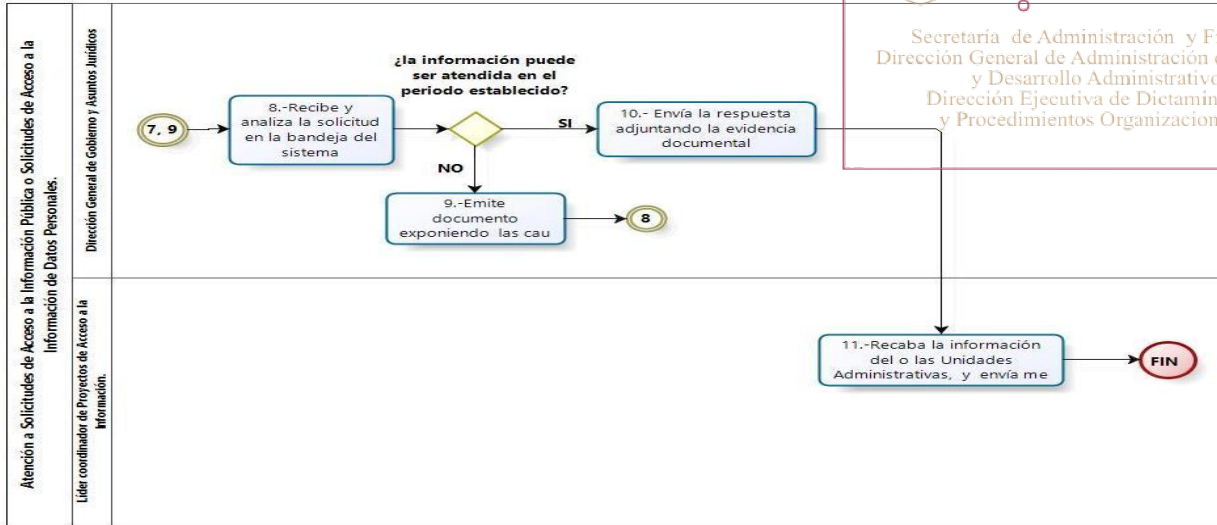 Atención a Solicitudes de Acceso a la Información Pública o Solicitudes de Acceso a la
Información de Datos Personales.
Dirección General de Gobierno y Asuntos Jurídicos
7, 9
8.-Recibe y
analiza la solicitud
en la bandeja del
sistema
¿la información puede
ser atendida en el
periodo establecido?
SI
10.- Envía la respuesta
adjuntando la evidencia
documental
NO
9.-Emite
documento
exponiendo las cau
8
Secretaría de Administración y F
Dirección General de Administración
y Desarrollo Administrativo
Dirección Ejecutiva de Dictamin
y Procedimientos Organizacion
Líder coordinador de Proyectos de Acceso a la
Información.
11.-Recaba la información
del o las Unidades
Administrativas, y envía me
FIN